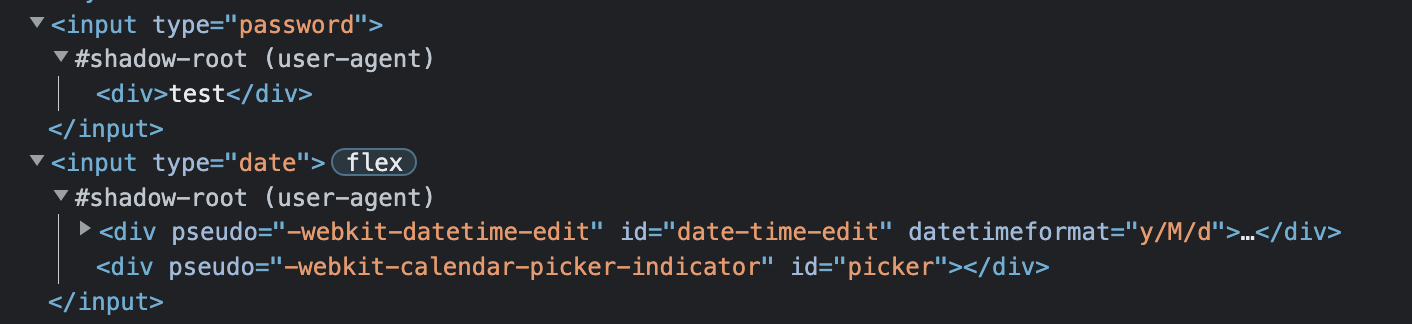 <input type="password">
#shadow-root (user-agent)
<div>test</div>
</input>
<input type="date"> flex
#shadow-root (user-agent)
<div pseudo="-webkit-datetime-edit" id="date-time-edit" datetimeformat="y/M/d">…</div>
<div pseudo="-webkit-calendar-picker-indicator" id="picker"></div>
</input>